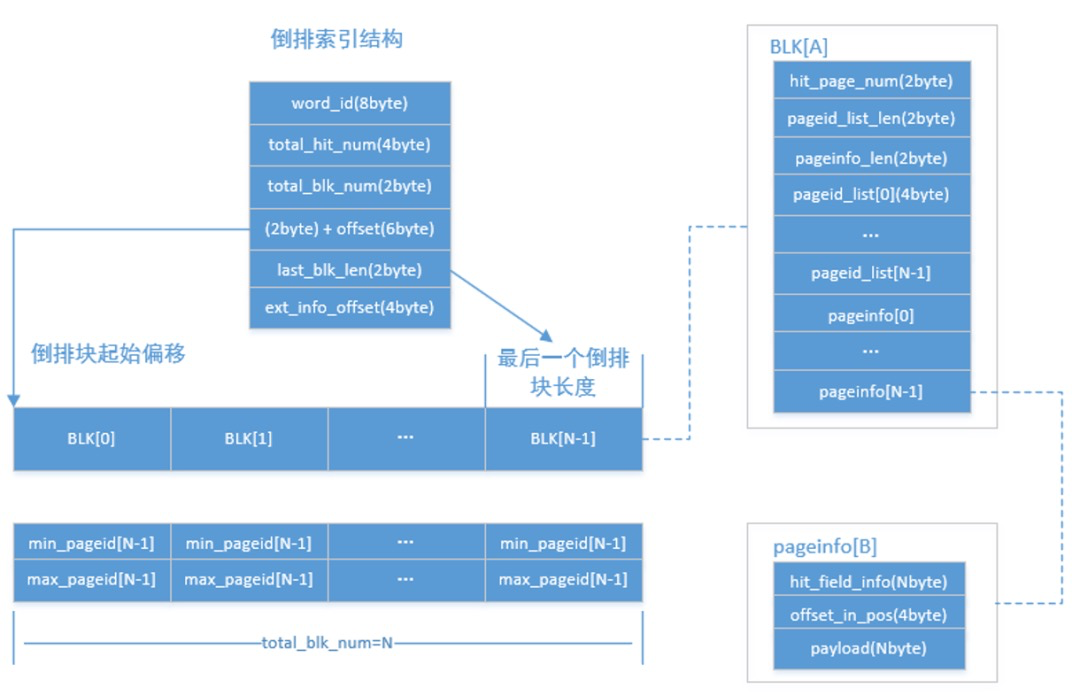 倒排索引结构
word_id(8byte)
total_hit_num(4byte)
total_blk_num(2byte)
(2byte) + offset(6byte)
last_blk_len(2byte)
ext_info_offset(4byte)
倒排块起始偏移
最后一个倒排
块长度
BLK[0]
BLK[1]
...
BLK[N-1]
min_pageid[N-1]
min_pageid[N-1]
...
min_pageid[N-1]
max_pageid[N-1]
max_pageid[N-1]
...
max_pageid[N-1]
total_blk_num=N
BLK[A]
hit_page_num(2byte)
pageid_list_len(2byte)
pageinfo_len(2byte)
pageid_list[0](4byte)
...
pageid_list[N-1]
pageinfo[0]
...
pageinfo[N-1]
pageinfo[B]
hit_field_info(Nbyte)
offset_in_pos(4byte)
payload(Nbyte)